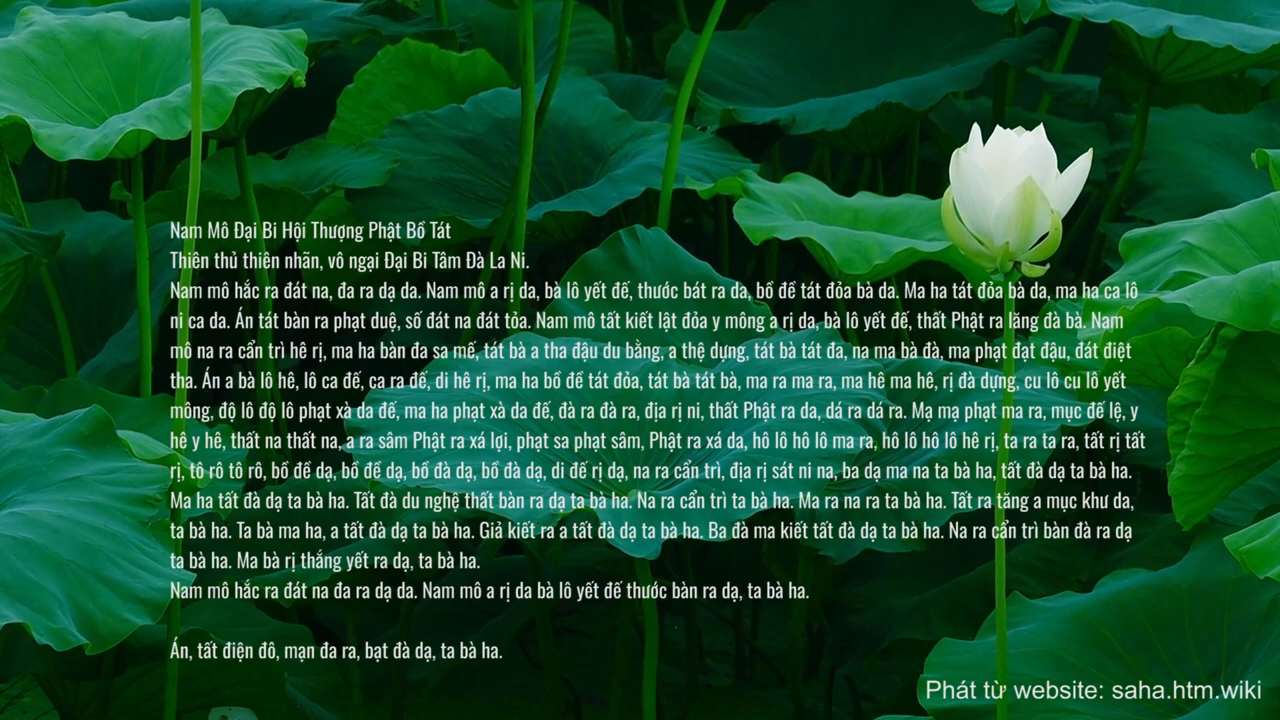 Nam Mô Đại Bi Hội Thượng Phật Bồ Tát
Thiên thủ thiên nhãn, vô ngại Đại Bi Tâm Đà La Ni.
Nam mô hắc ra đát na, đa ra dạ da. Nam mô a rị da, bà lô yết đế, thước bát ra da, bồ đề tát đỏa bà da. Ma ha tát đỏa bà da, ma ha ca lô
ni ca da. Án tát bàn ra phạt duệ, số đát na đát tỏa. Nam mô tất kiết lật đỏa y mông a rị da, bà lô yết đế, thất Phật ra lăng đà bà. Nam
mô na ra cẩn trì hê rị, ma ha bàn đa sa mế, tát bà a tha đậu du bằng, a thệ dựng, tát bà tát đa, na ma bà đà, ma phạt đạt đậu, đát điệt
tha. Án a bà lô hê, lô ca đế, ca ra đế, di hê rị, ma ha bồ đề tát đỏa, tát bà tát bà, ma ra ma ra, ma hê ma hê, rị đà dựng, cu lô cu lô yết
mông, độ lô độ lô phạt xà da đế, ma ha phạt xà da đế, đà ra đà ra, địa rị ni, thất Phật ra da, dá ra dá ra. Mạ mạ phạt ma ra, mục đế lệ, y
hê y hê, thất na thất na, a ra sâm Phật ra xá lợi, phạt sa phạt sâm, Phật ra xá da, hô lô hô lô ma ra, hô lô hô lô hê rị, ta ra ta ra, tất rị tất
rị, tô rô tô rô, bồ đề dạ, bồ đề dạ, bồ đà dạ, bồ đà dạ, di đế rị dạ, na ra cẩn trì, địa rị sắt ni na, ba dạ ma na ta bà ha, tất đà dạ ta bà ha.
Ma ha tất đà dạ ta bà ha. Tất đà du nghệ thất bàn ra dạ ta bà ha. Na ra cẩn trì ta bà ha. Ma ra na ra ta bà ha. Tất ra tăng a mục khư da,
ta bà ha. Ta bà ma ha, a tất đà dạ ta bà ha. Giả kiết ra a tất đà dạ ta bà ha. Ba đà ma kiết tất đà dạ ta bà ha. Na ra cẩn trì bàn đà ra dạ
ta bà ha. Ma bà rị thắng yết ra dạ, ta bà ha.
Nam mô hắc ra đát na đa ra dạ da. Nam mô a rị da bà lô yết đế thước bàn ra dạ, ta bà ha.
Án, tất điện đô, mạn đa ra, bạt đà dạ, ta bà ha.
Phát từ website: saha.htm.wiki